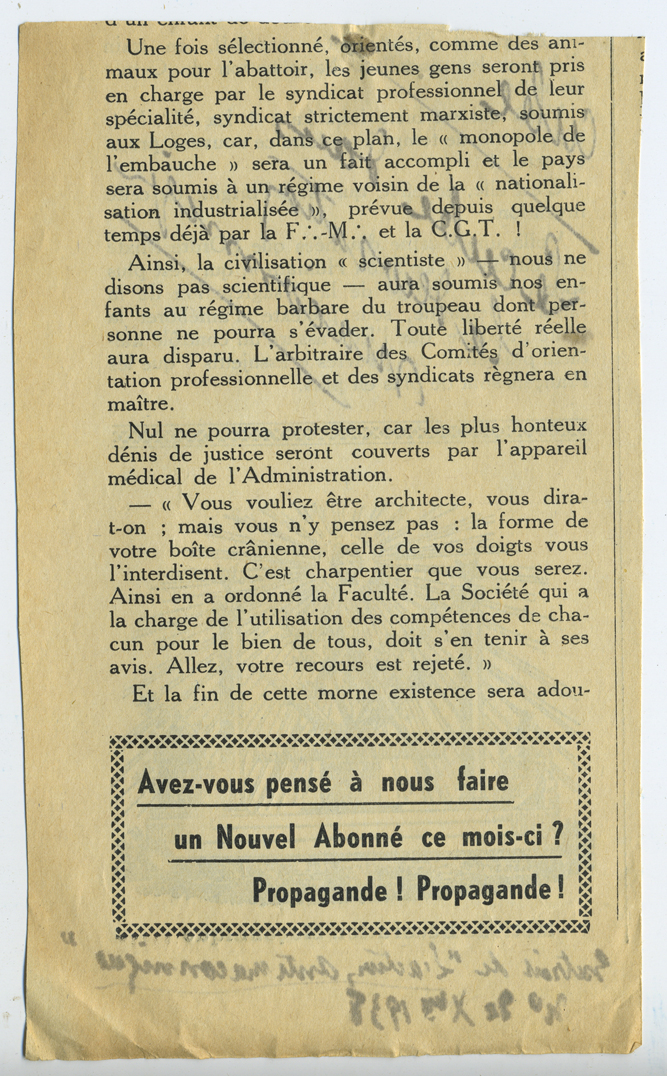 Une fois sélectionné, orientés, comme des ani-
maux pour l'abattoir, les jeunes gens seront pris
en charge par le syndicat professionnel de leur
spécialité, syndicat strictement marxiste, soumis
aux Loges, car, dans ce plan, le « monopole de
l'embauche » sera un fait accompli et le pays
sera soumis à un régime voisin de la « nationali-
sation industrialisée », prévue depuis quelque
temps déjà par la F∴-M∴ et la C.G.T. !
Ainsi, la civilisation « scientiste » — nous ne
disons pas scientifique — aura soumis nos en-
fants au régime barbare du troupeau dont per-
sonne ne pourra s'évader. Toute liberté réelle
aura disparu. L'arbitraire des Comités d'orien-
tation professionnelle et des syndicats règnera en
maître.
Nul ne pourra protester, car les plus honteux
dénis de justice seront couverts par l'appareil
médical de l'Administration.
— « Vous vouliez être architecte, vous dira-
t-on ; mais vous n'y pensez pas : la forme de
votre boîte crânienne, celle de vos doigts vous
l'interdisent. C'est charpentier que vous serez.
Ainsi en a ordonné la Faculté. La Société qui a
la charge de l'utilisation des compétences de cha-
cun pour le bien de tous, doit s'en tenir à ses
avis. Allez, votre recours est rejeté. »
Et la fin de cette morne existence sera adou-
Avez-vous pensé à nous faire
un Nouvel Abonné ce mois-ci ?
Propagande ! Propagande !
Extrait de "L'action antimaçonnique"
1938